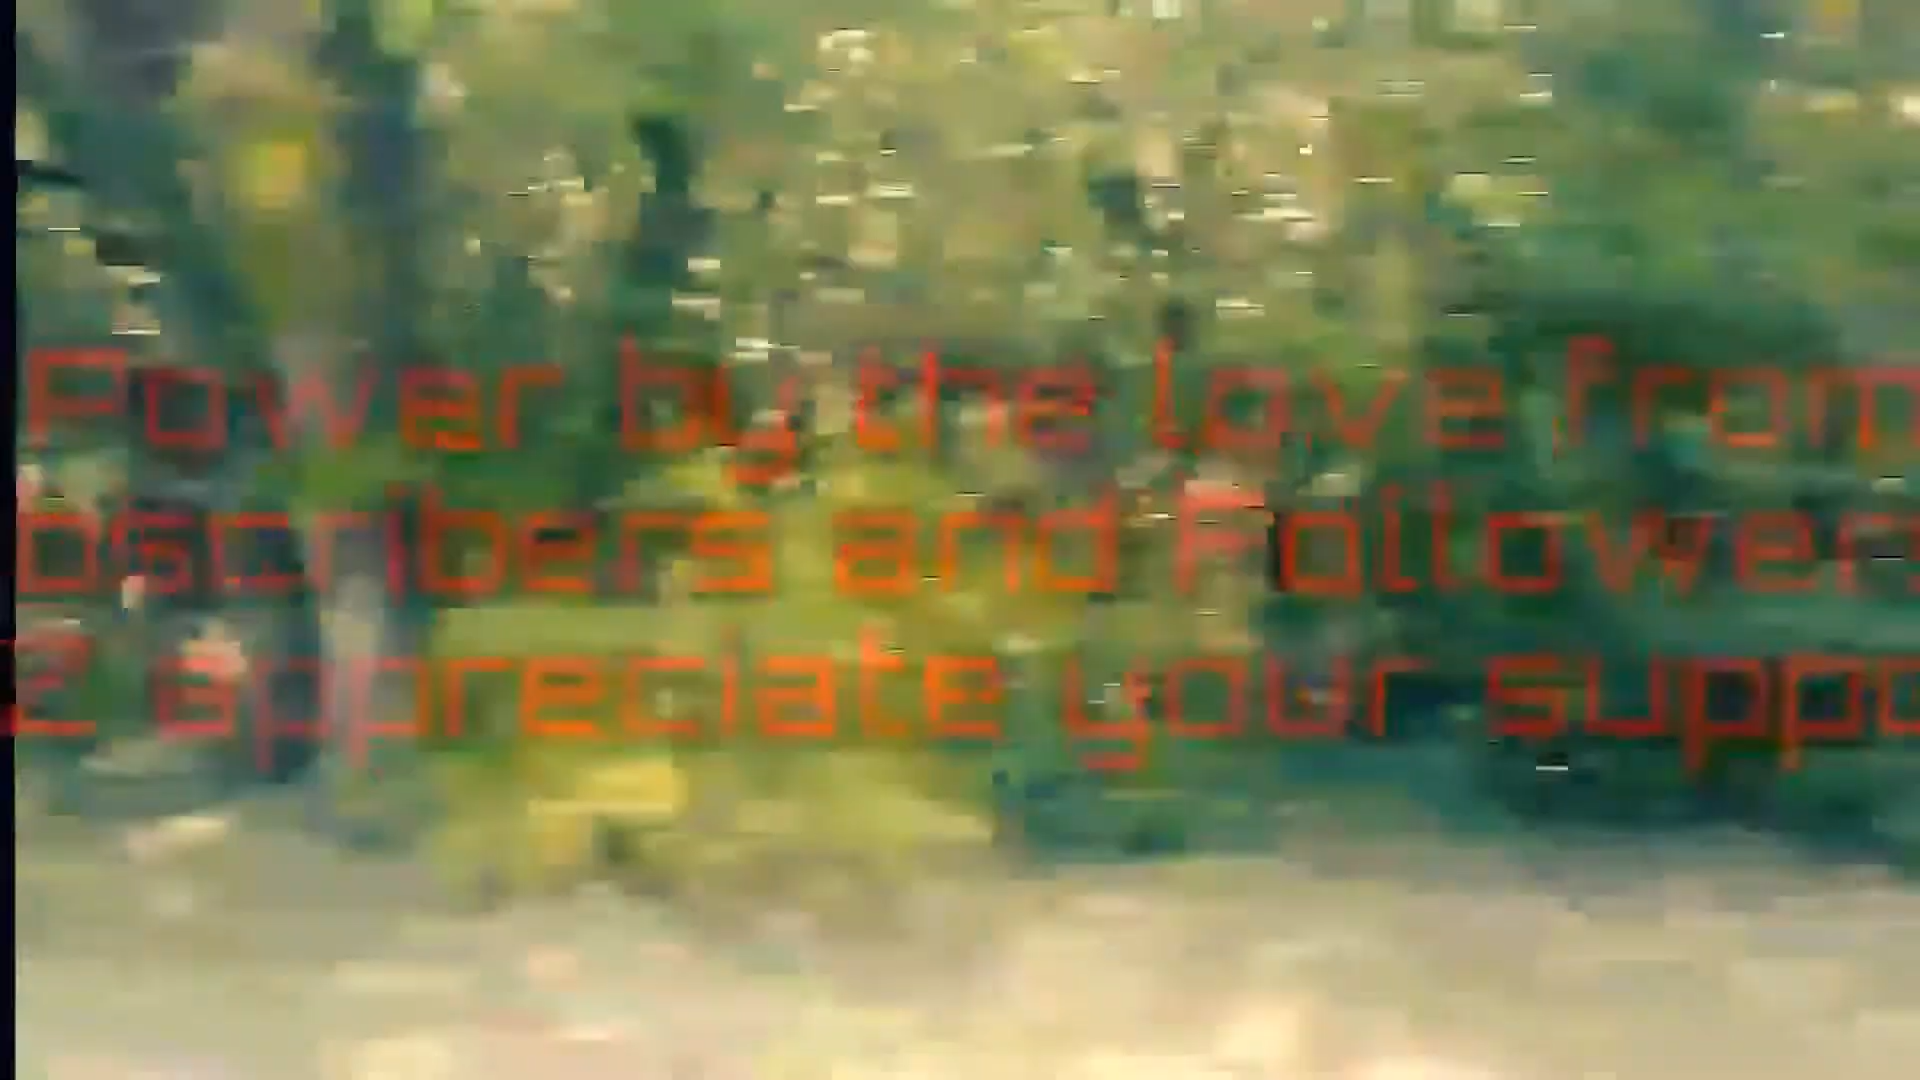 Power by the love from
bscribers and Followers
2 appreciate your suppo